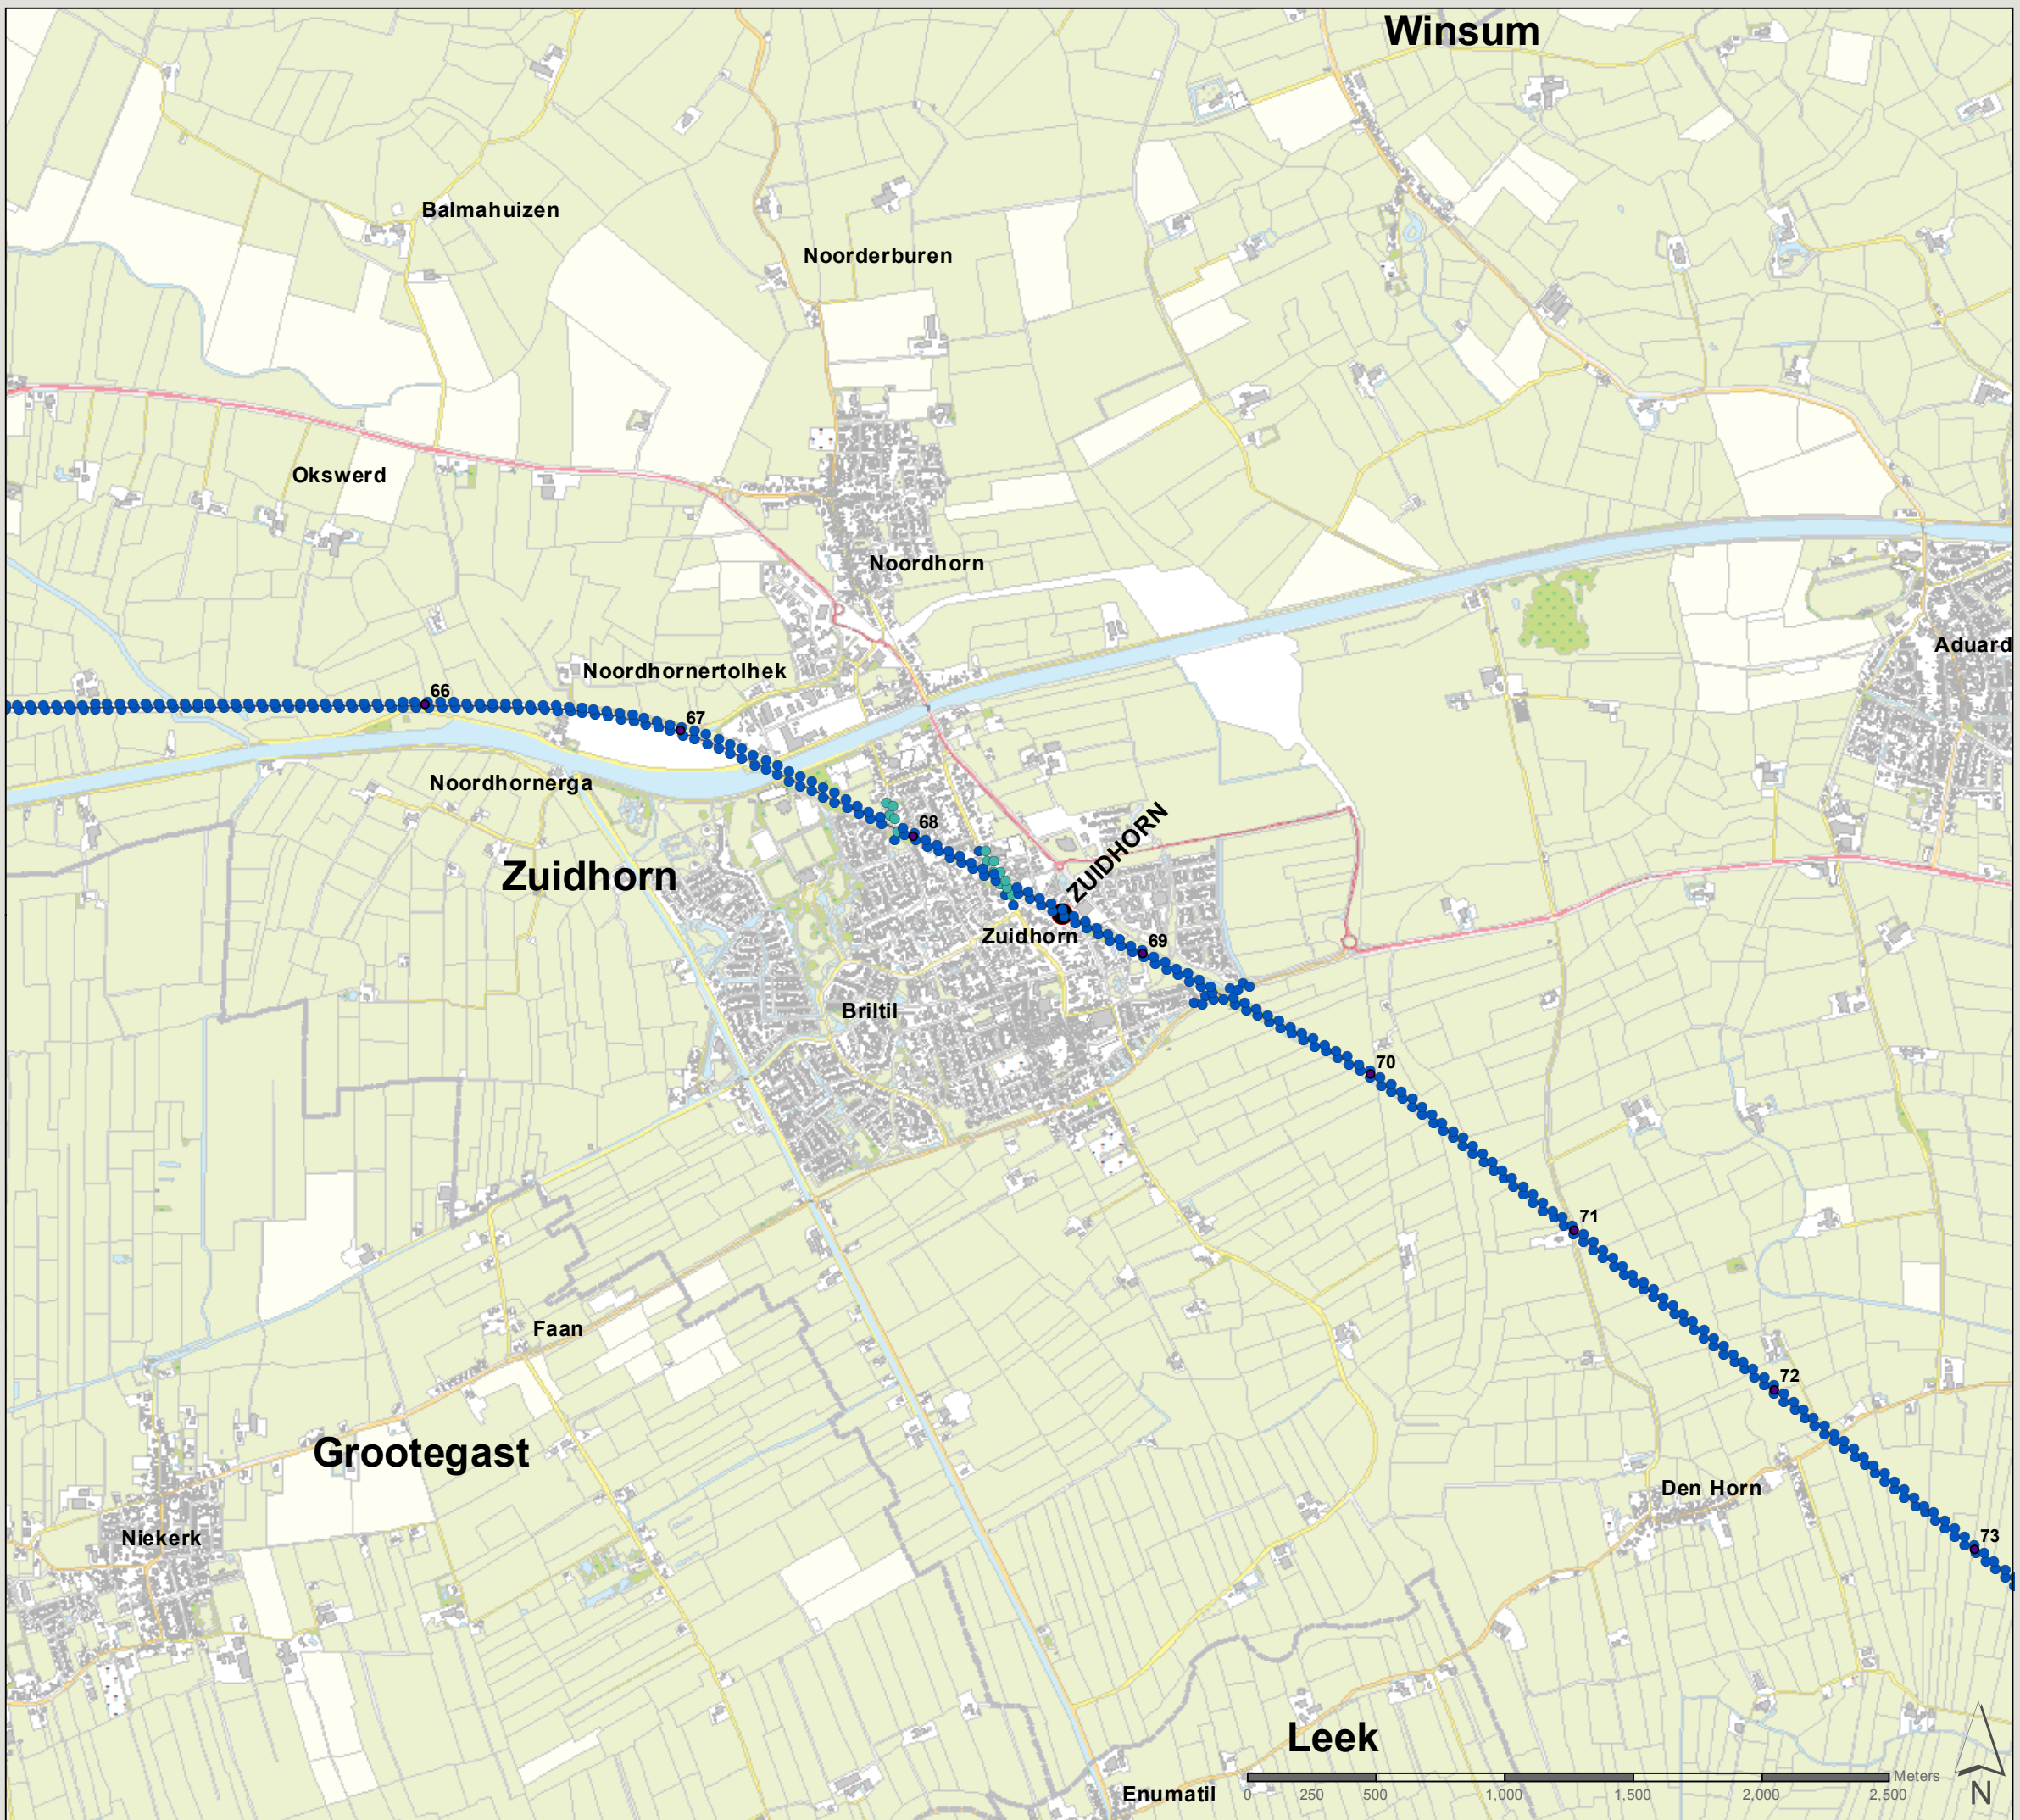 Winsum
Balmahuizen
Noorderburen
Okswerd
Noordhorn
Aduard
Noordhornertolhek
66
67
Noordhornerga
68
ZUIDHORN
Zuidhorn
Zuidhorn
69
Briltil
70
71
Faan
72
Grootegast
Den Horn
Niekerk
73
Leek
Enumatil
Meters
0 250 500 1,000 1,500 2,000 2,500
N